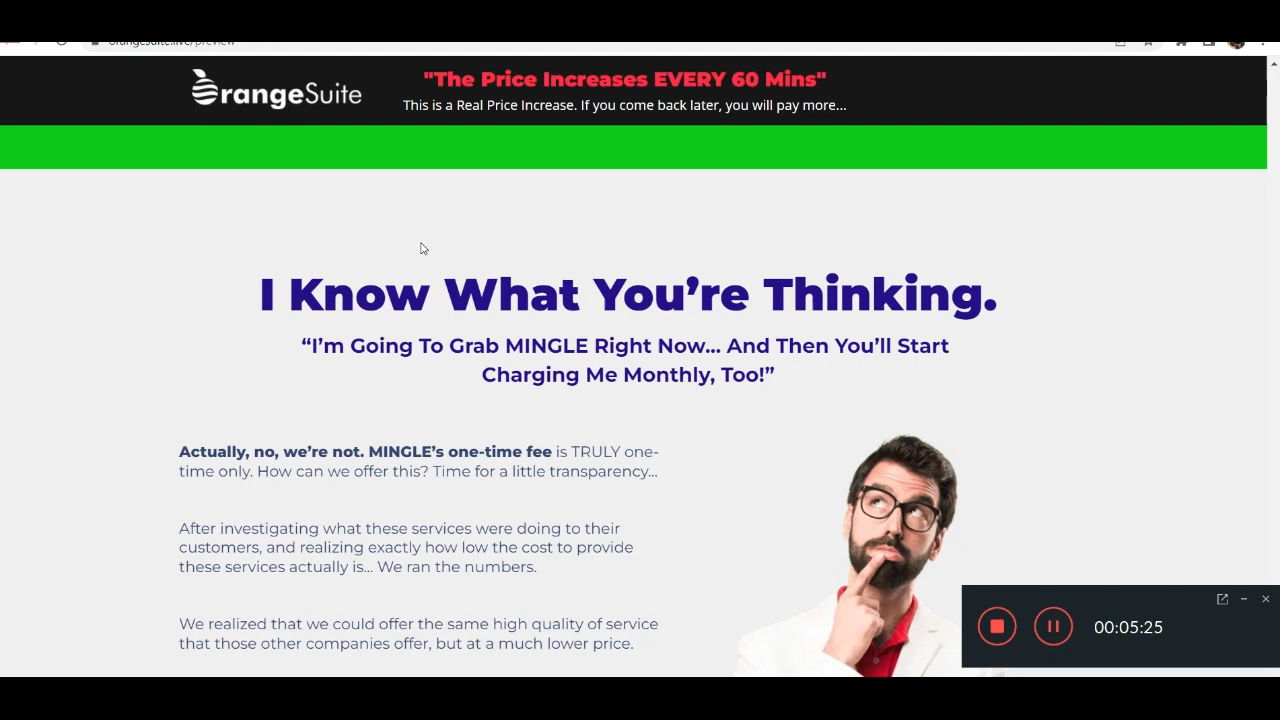 orangesuite.live/preview
OrangeSuite
"The Price Increases EVERY 60 Mins"
This is a Real Price Increase. If you come back later, you will pay more...
I Know What You’re Thinking.
“I’m Going To Grab MINGLE Right Now... And Then You’ll Start
Charging Me Monthly, Too!”
Actually, no, we’re not. MINGLE’s one-time fee is TRULY one-
time only. How can we offer this? Time for a little transparency...
After investigating what these services were doing to their
customers, and realizing exactly how low the cost to provide
these services actually is... We ran the numbers.
We realized that we could offer the same high quality of service
that those other companies offer, but at a much lower price.
00:05:25